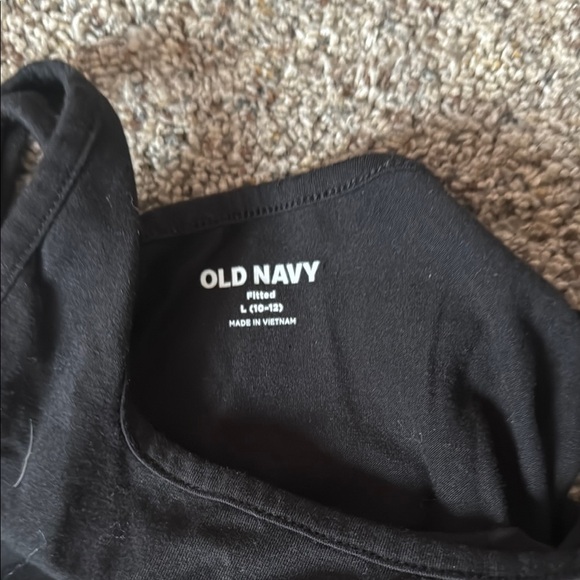 OLD NAVY
Fitted
L (10-12)
MADE IN VIETNAM